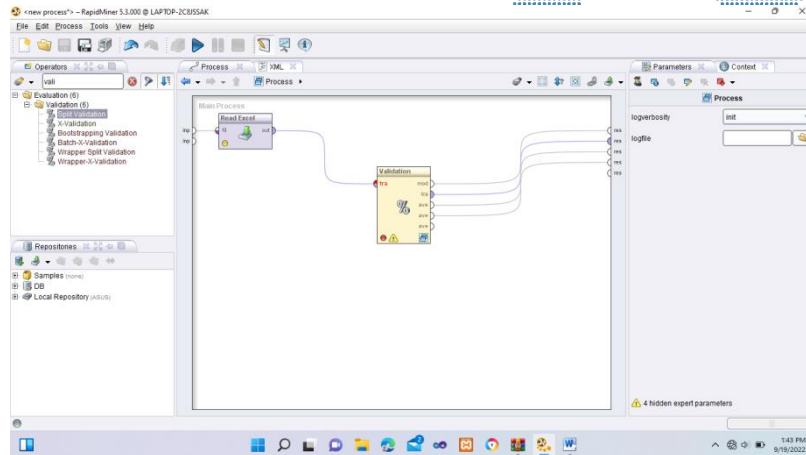 <new process*> – RapidMiner 5.3.000 @ LAPTOP-2C8JSSAK
File Edit Process Tools View Help
Operators
Process
XML
Parameters
Context
vali
Process
Process
Evaluation (6)
Validation (6)
Split Validation
X-Validation
Bootstrapping Validation
Batch-X-Validation
Wrapper Split Validation
Wrapper-X-Validation
Main Process
Read Excel
inp
fil
out
inp
Validation
tra
mod
tra
ave
ave
ave
res
res
res
res
res
logverbosity
init
logfile
Repositories
Samples (none)
DB
Local Repository (ASUS)
4 hidden expert parameters
1:43 PM
9/19/2022